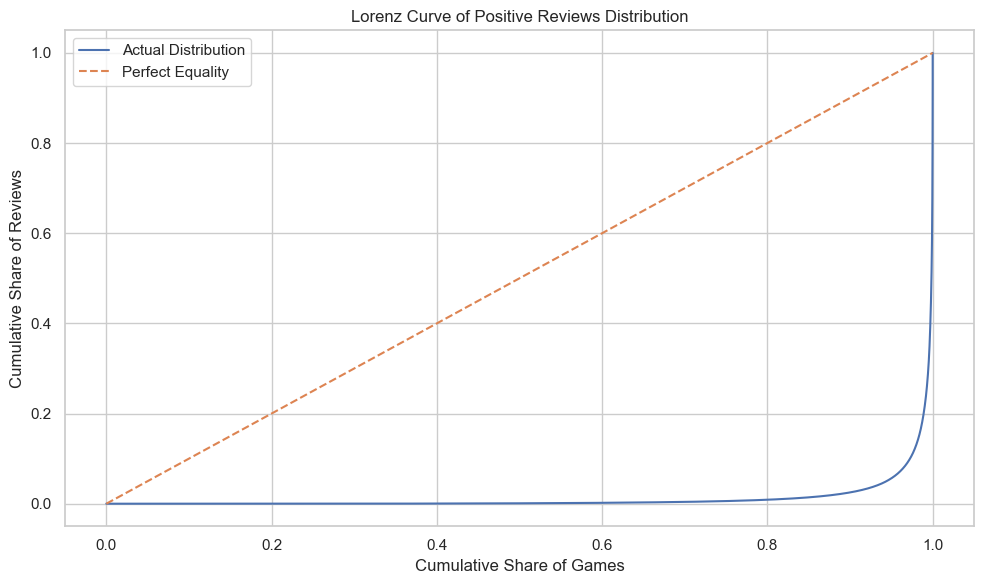 Lorenz Curve of Positive Reviews Distribution
Actual Distribution
Perfect Equality
Cumulative Share of Reviews
1.0
0.8
0.6
0.4
0.2
0.0
0.0 0.2 0.4 0.6 0.8 1.0
Cumulative Share of Games